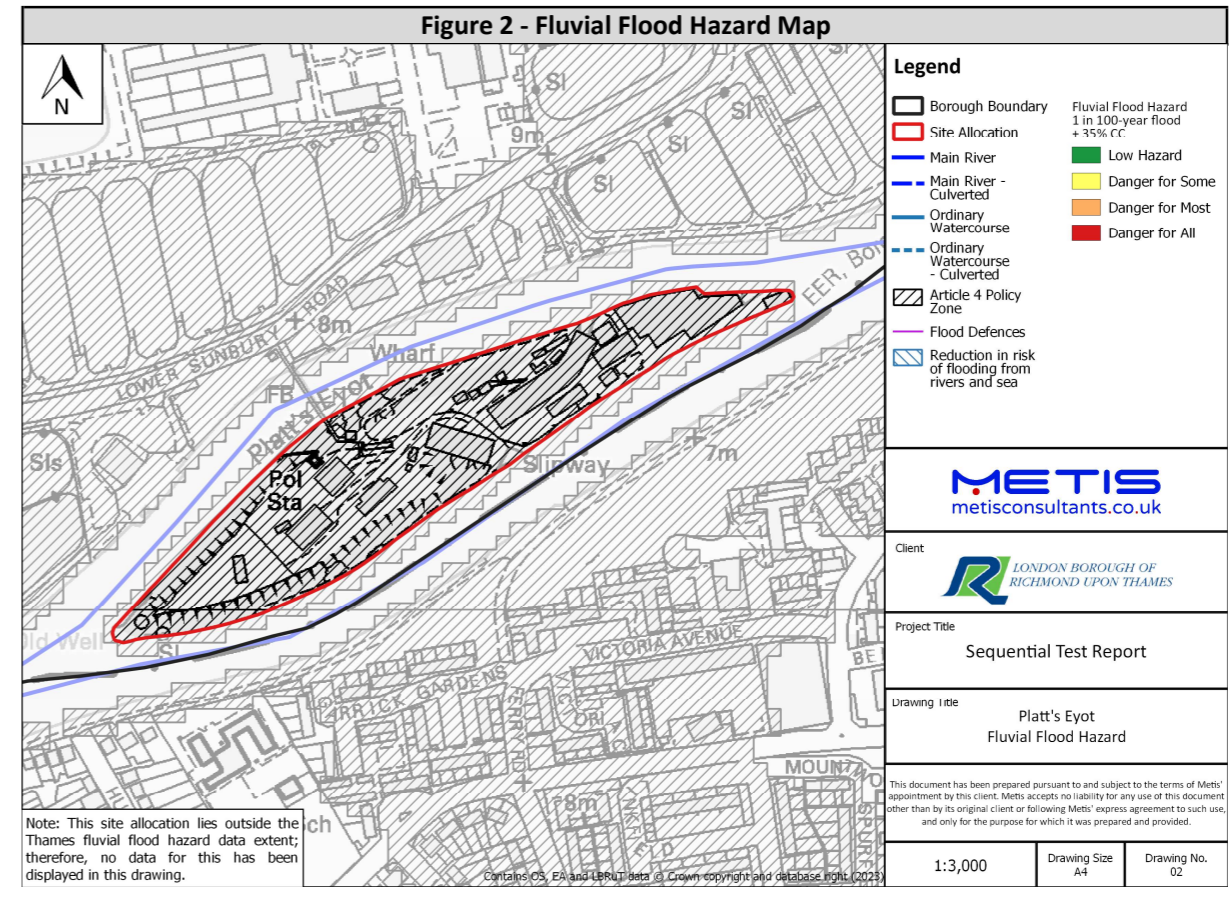 Figure 2 - Fluvial Flood Hazard Map
N
Sl
Sl
Sl
Sl
Sl
9m
8m
LOWER SUNBURY ROAD
Wharf
FB
Platt's Eyot
Sls
Pol
Sta
Slipway
7m
Old Well
Sl
VICTORIA AVENUE
GARDENS
8m
Note: This site allocation lies outside the
Thames fluvial flood hazard data extent;
therefore, no data for this has been
displayed in this drawing.
Contains OS, EA and LBRuT data © Crown copyright and database right (2023)
Legend
Borough Boundary
Site Allocation
Main River
Main River -
Culverted
Ordinary
Watercourse
Ordinary
Watercourse
- Culverted
Article 4 Policy
Zone
Flood Defences
Reduction in risk
of flooding from
rivers and sea
Fluvial Flood Hazard
1 in 100-year flood
+ 35% CC
Low Hazard
Danger for Some
Danger for Most
Danger for All
METIS
metisconsultants.co.uk
Client
LONDON BOROUGH OF
RICHMOND UPON THAMES
Project Title
Sequential Test Report
Drawing Title
Platt's Eyot
Fluvial Flood Hazard
This document has been prepared pursuant to and subject to the terms of Metis'
appointment by this client. Metis accepts no liability for any use of this document
other than by its original client or following Metis' express agreement to such use,
and only for the purpose for which it was prepared and provided.
1:3,000
Drawing Size
A4
Drawing No.
02